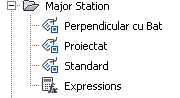 Major Station
Perpendicular cu Bat
Proiectat
Standard
Expressions